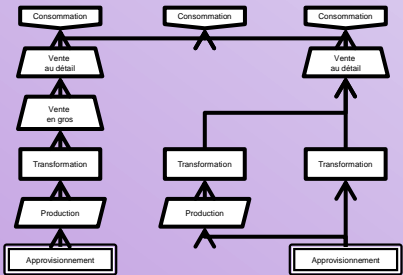 Consommation
Consommation
Consommation
Vente
au détail
Vente
au détail
Vente
en gros
Transformation
Transformation
Transformation
Production
Production
Approvisionnement
Approvisionnement